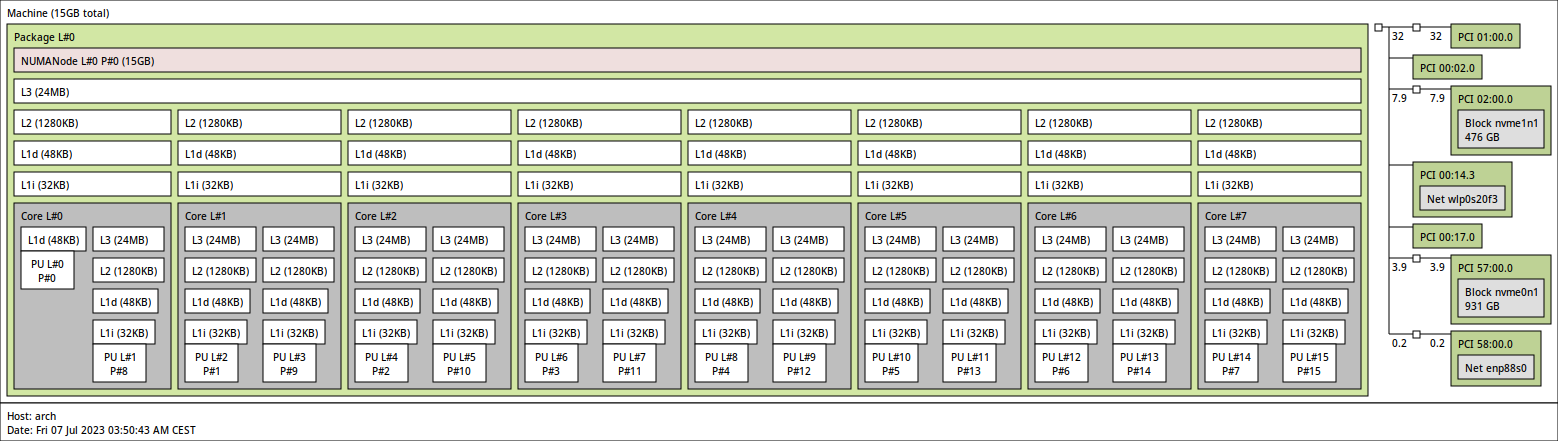 Machine (15GB total)
Package L#0
NUMANode L#0 P#0 (15GB)
L3 (24MB)
L2 (1280KB) L2 (1280KB) L2 (1280KB) L2 (1280KB) L2 (1280KB) L2 (1280KB) L2 (1280KB) L2 (1280KB)
L1d (48KB) L1d (48KB) L1d (48KB) L1d (48KB) L1d (48KB) L1d (48KB) L1d (48KB) L1d (48KB)
L1i (32KB) L1i (32KB) L1i (32KB) L1i (32KB) L1i (32KB) L1i (32KB) L1i (32KB) L1i (32KB)
Core L#0
L1d (48KB) L3 (24MB)
PU L#0
P#0
L2 (1280KB)
L1d (48KB)
L1i (32KB)
PU L#1
P#8
Core L#1
L3 (24MB) L3 (24MB)
L2 (1280KB) L2 (1280KB)
L1d (48KB) L1d (48KB)
L1i (32KB) L1i (32KB)
PU L#2 PU L#3
P#1 P#9
Core L#2
L3 (24MB) L3 (24MB)
L2 (1280KB) L2 (1280KB)
L1d (48KB) L1d (48KB)
L1i (32KB) L1i (32KB)
PU L#4 PU L#5
P#2 P#10
Core L#3
L3 (24MB) L3 (24MB)
L2 (1280KB) L2 (1280KB)
L1d (48KB) L1d (48KB)
L1i (32KB) L1i (32KB)
PU L#6 PU L#7
P#3 P#11
Core L#4
L3 (24MB) L3 (24MB)
L2 (1280KB) L2 (1280KB)
L1d (48KB) L1d (48KB)
L1i (32KB) L1i (32KB)
PU L#8 PU L#9
P#4 P#12
Core L#5
L3 (24MB) L3 (24MB)
L2 (1280KB) L2 (1280KB)
L1d (48KB) L1d (48KB)
L1i (32KB) L1i (32KB)
PU L#10 PU L#11
P#5 P#13
Core L#6
L3 (24MB) L3 (24MB)
L2 (1280KB) L2 (1280KB)
L1d (48KB) L1d (48KB)
L1i (32KB) L1i (32KB)
PU L#12 PU L#13
P#6 P#14
Core L#7
L3 (24MB) L3 (24MB)
L2 (1280KB) L2 (1280KB)
L1d (48KB) L1d (48KB)
L1i (32KB) L1i (32KB)
PU L#14 PU L#15
P#7 P#15
32 32 PCI 01:00.0
PCI 00:02.0
7.9 7.9 PCI 02:00.0
Block nvme1n1
476 GB
PCI 00:14.3
Net wlp0s20f3
PCI 00:17.0
3.9 3.9 PCI 57:00.0
Block nvme0n1
931 GB
0.2 0.2 PCI 58:00.0
Net enp88s0
Host: arch
Date: Fri 07 Jul 2023 03:50:43 AM CEST